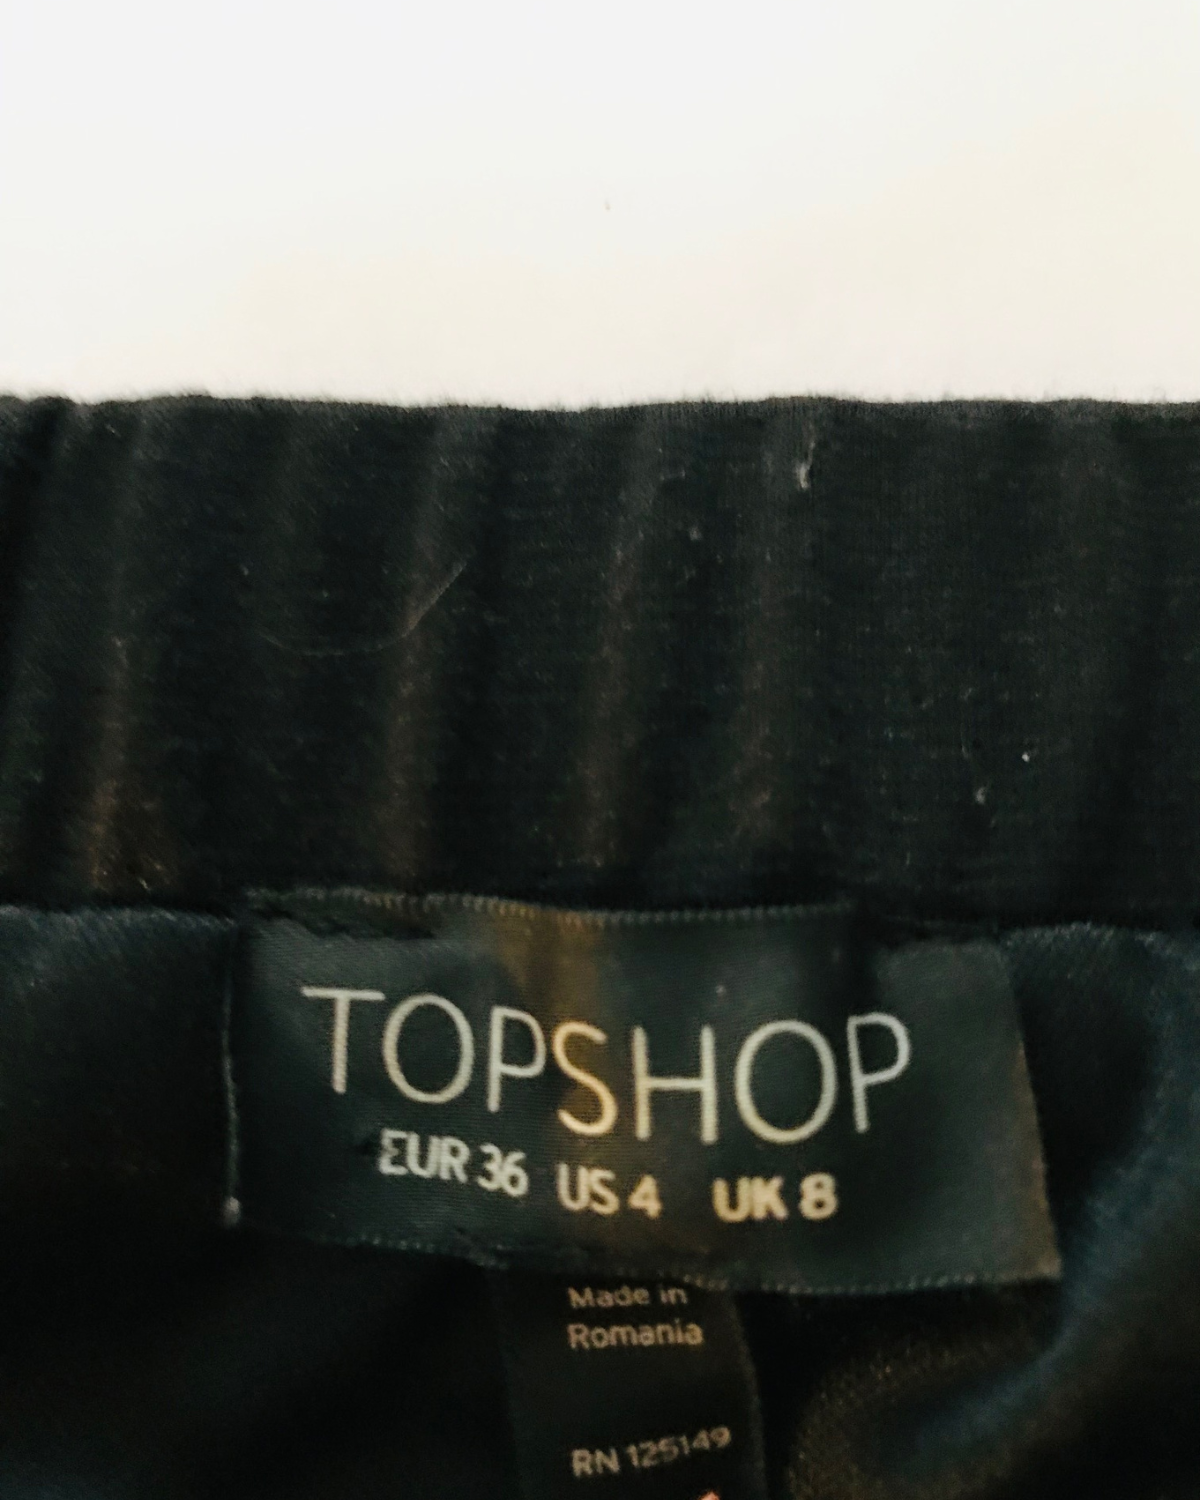 TOPSHOP
EUR 36 US 4 UK 8
Made in
Romania
RN 125149